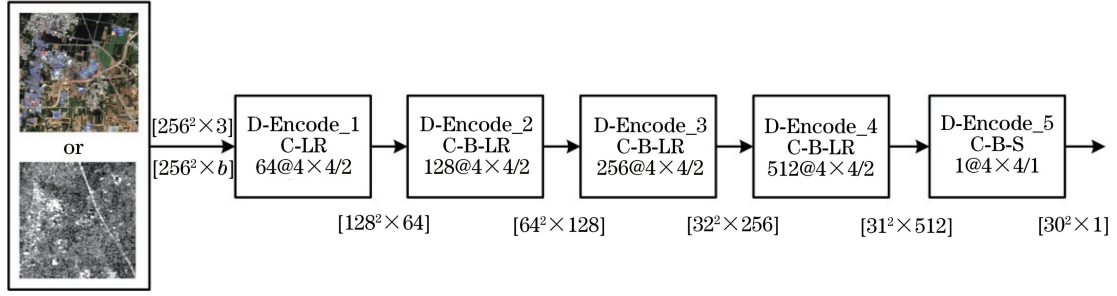 or
[256²×3]
[256²×b]
D-Encode_1
C-LR
64@4×4/2
[128²×64]
D-Encode_2
C-B-LR
128@4×4/2
[64²×128]
D-Encode_3
C-B-LR
256@4×4/2
[32²×256]
D-Encode_4
C-B-LR
512@4×4/2
[31²×512]
D-Encode_5
C-B-S
1@4×4/1
[30²×1]